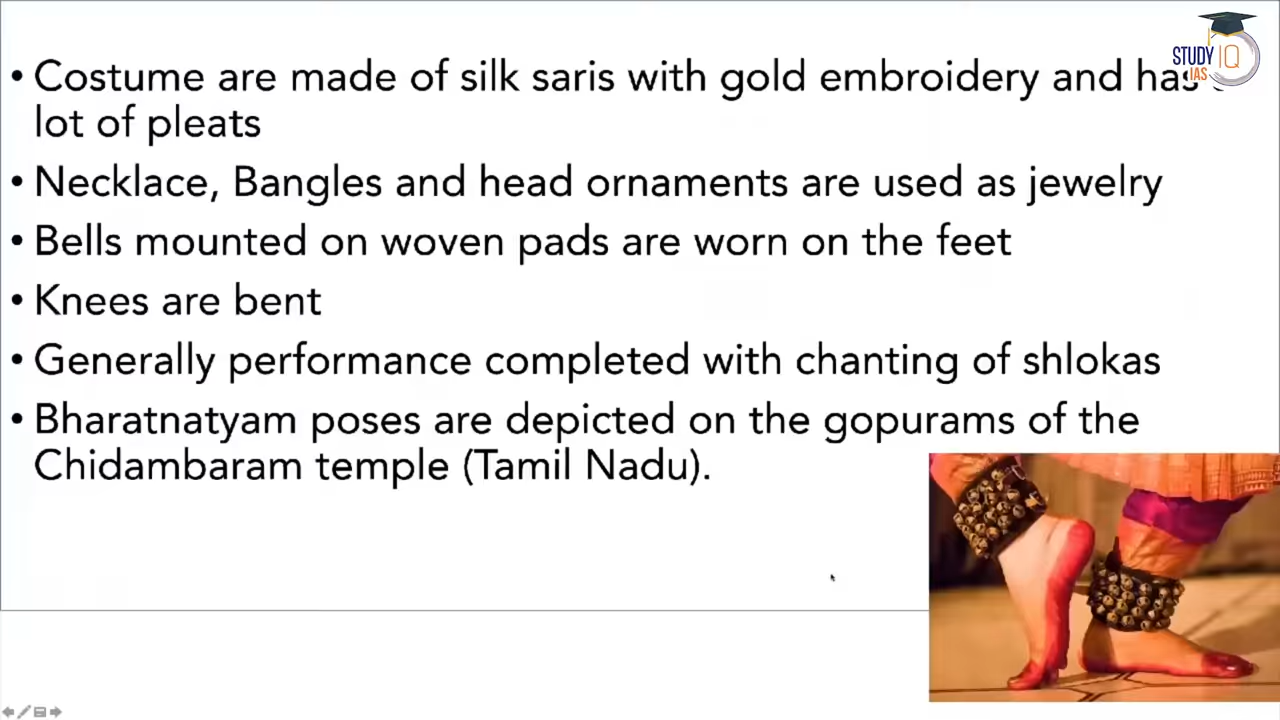 • Costume are made of silk saris with gold embroidery and has
lot of pleats
• Necklace, Bangles and head ornaments are used as jewelry
• Bells mounted on woven pads are worn on the feet
• Knees are bent
• Generally performance completed with chanting of shlokas
• Bharatnatyam poses are depicted on the gopurams of the
Chidambaram temple (Tamil Nadu).
STUDY IQ
IAS